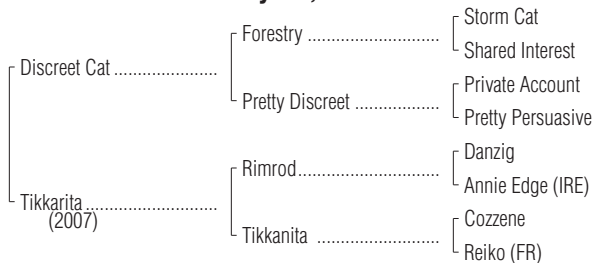 Storm Cat
Forestry ........................
Shared Interest
Discreet Cat .....................
Private Account
Pretty Discreet .................
Pretty Persuasive
Danzig
Rimrod...........................
Annie Edge (IRE)
Tikkarita..........................
(2007)
Cozzene
Tikkanita ........................
Reiko (FR)